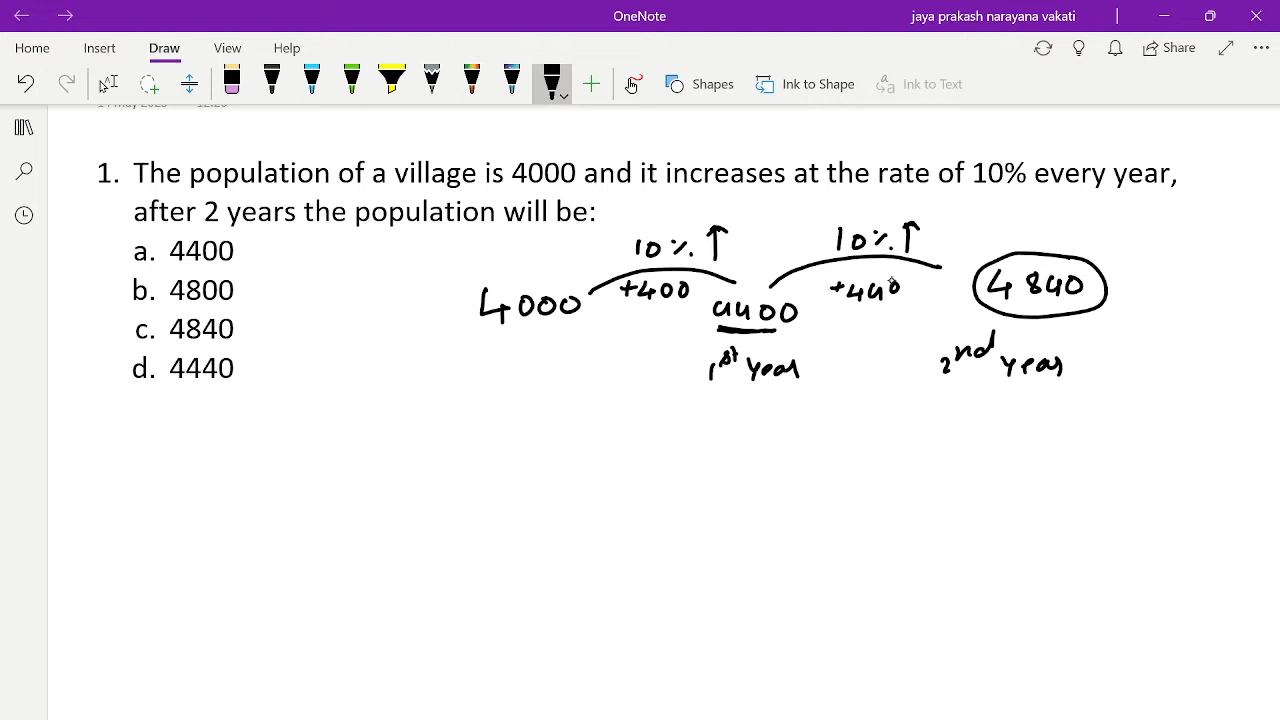 OneNote
jaya prakash narayana vakati
Home Insert Draw View Help
Share
Shapes
Ink to Shape
Ink to Text
1. The population of a village is 4000 and it increases at the rate of 10% every year,
after 2 years the population will be:
a. 4400
b. 4800
c. 4840
d. 4440
10%. ↑
10%. ↑
4000
+400
4400
+440
4840
1st year
2nd year